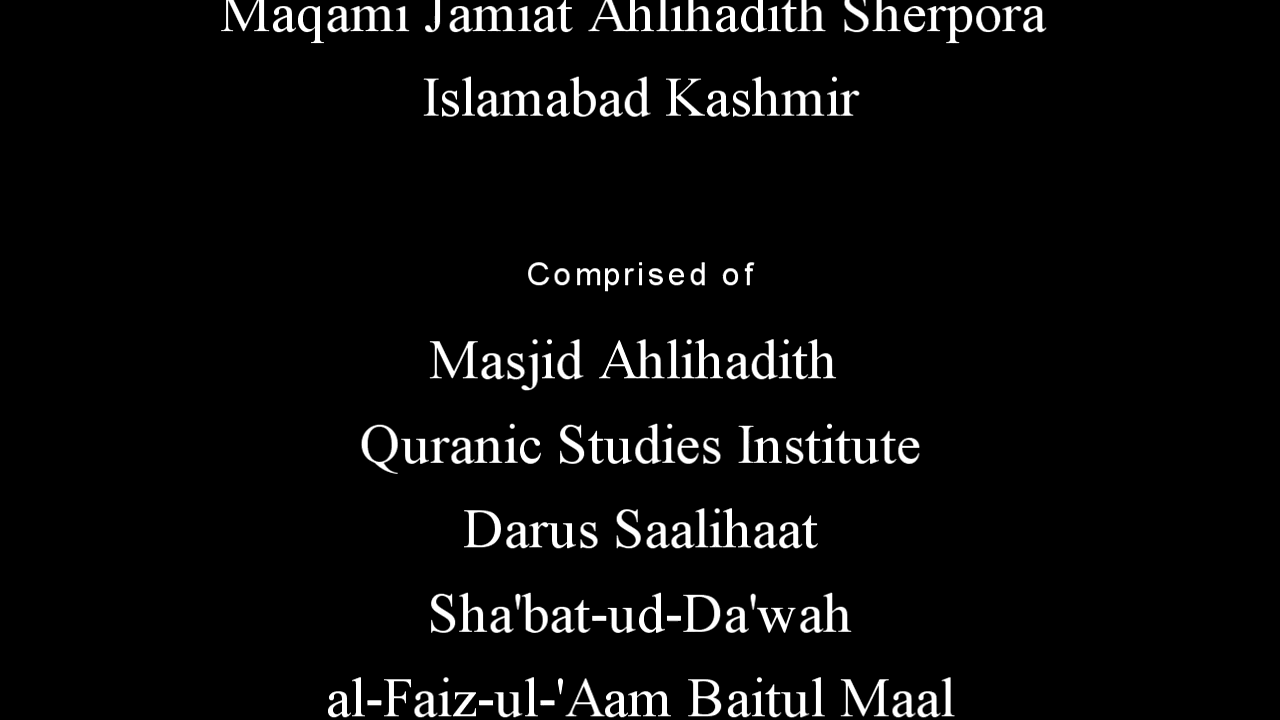 Maqami Jamiat Ahlihadith Sherpora
Islamabad Kashmir
Comprised of
Masjid Ahlihadith
Quranic Studies Institute
Darus Saalihaat
Sha'bat-ud-Da'wah
al-Faiz-ul-'Aam Baitul Maal